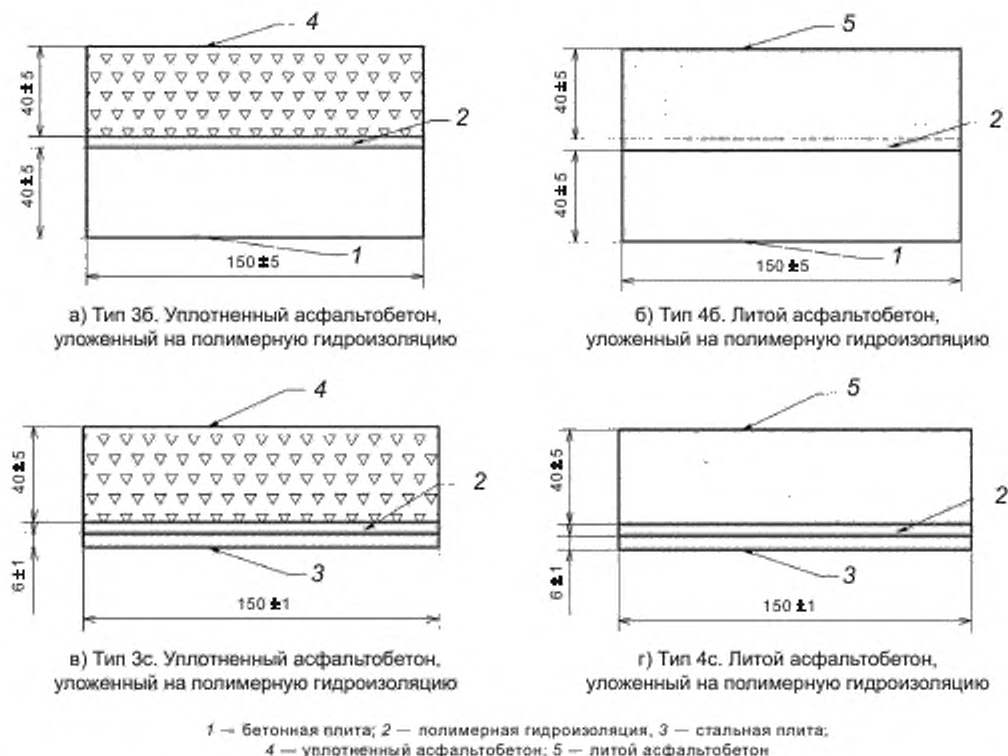 4
5
40±5
40±5
2
2
40±5
40±5
1
1
150±5
150±5
а) Тип 3б. Уплотненный асфальтобетон,
уложенный на полимерную гидроизоляцию
б) Тип 4б. Литой асфальтобетон,
уложенный на полимерную гидроизоляцию
4
5
40±5
40±5
2
2
6±1
6±1
3
3
150±1
150±1
в) Тип 3с. Уплотненный асфальтобетон,
уложенный на полимерную гидроизоляцию
г) Тип 4с. Литой асфальтобетон,
уложенный на полимерную гидроизоляцию
1 — бетонная плита; 2 — полимерная гидроизоляция, 3 — стальная плита;
4 — уплотненный асфальтобетон; 5 — литой асфальтобетон